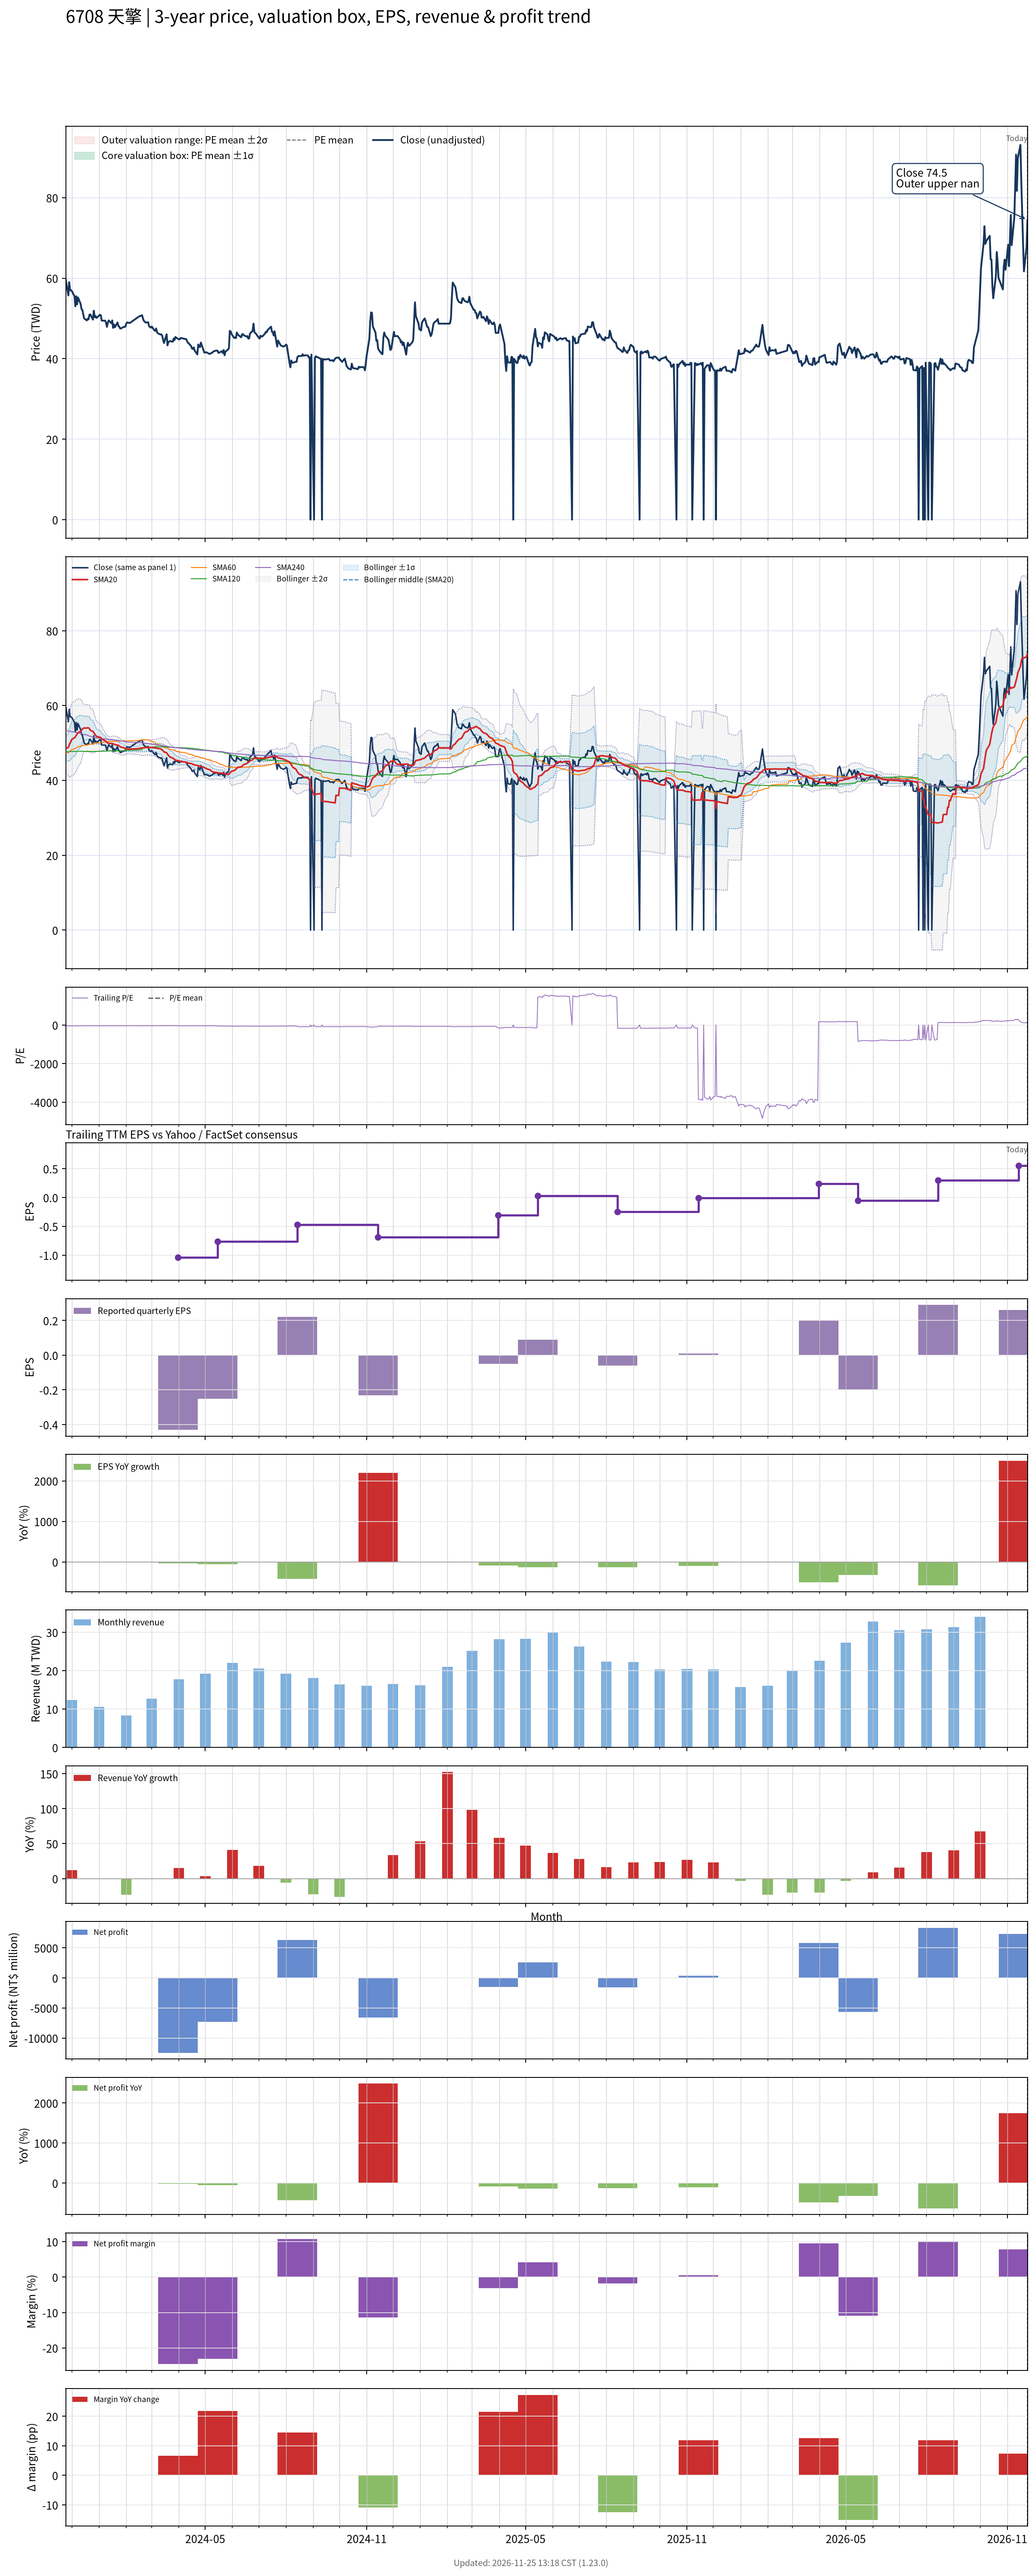 6708 天擎 | 3-year price, valuation box, EPS, revenue & profit trend
Outer valuation range: PE mean ±2σ
Core valuation box: PE mean ±1σ
PE mean
Close (unadjusted)
Today
Close 74.5
Outer upper nan
Price (TWD)
80
60
40
20
0
Close (same as panel 1)
SMA20
SMA60
SMA120
SMA240
Bollinger ±2σ
Bollinger ±1σ
Bollinger middle (SMA20)
Price
80
60
40
20
0
Trailing P/E
P/E mean
P/E
0
-2000
-4000
Trailing TTM EPS vs Yahoo / FactSet consensus
Today
EPS
0.5
0.0
-0.5
-1.0
Reported quarterly EPS
EPS
0.2
0.0
-0.2
-0.4
EPS YoY growth
YoY (%)
2000
1000
0
Monthly revenue
Revenue (M TWD)
30
20
10
0
Revenue YoY growth
YoY (%)
150
100
50
0
Month
Net profit
Net profit (NT$ million)
5000
0
-5000
-10000
Net profit YoY
YoY (%)
2000
1000
0
Net profit margin
Margin (%)
10
0
-10
-20
Margin YoY change
Δ margin (pp)
20
10
0
-10
2024-05
2024-11
2025-05
2025-11
2026-05
2026-11
Updated: 2026-11-25 13:18 CST (1.23.0)